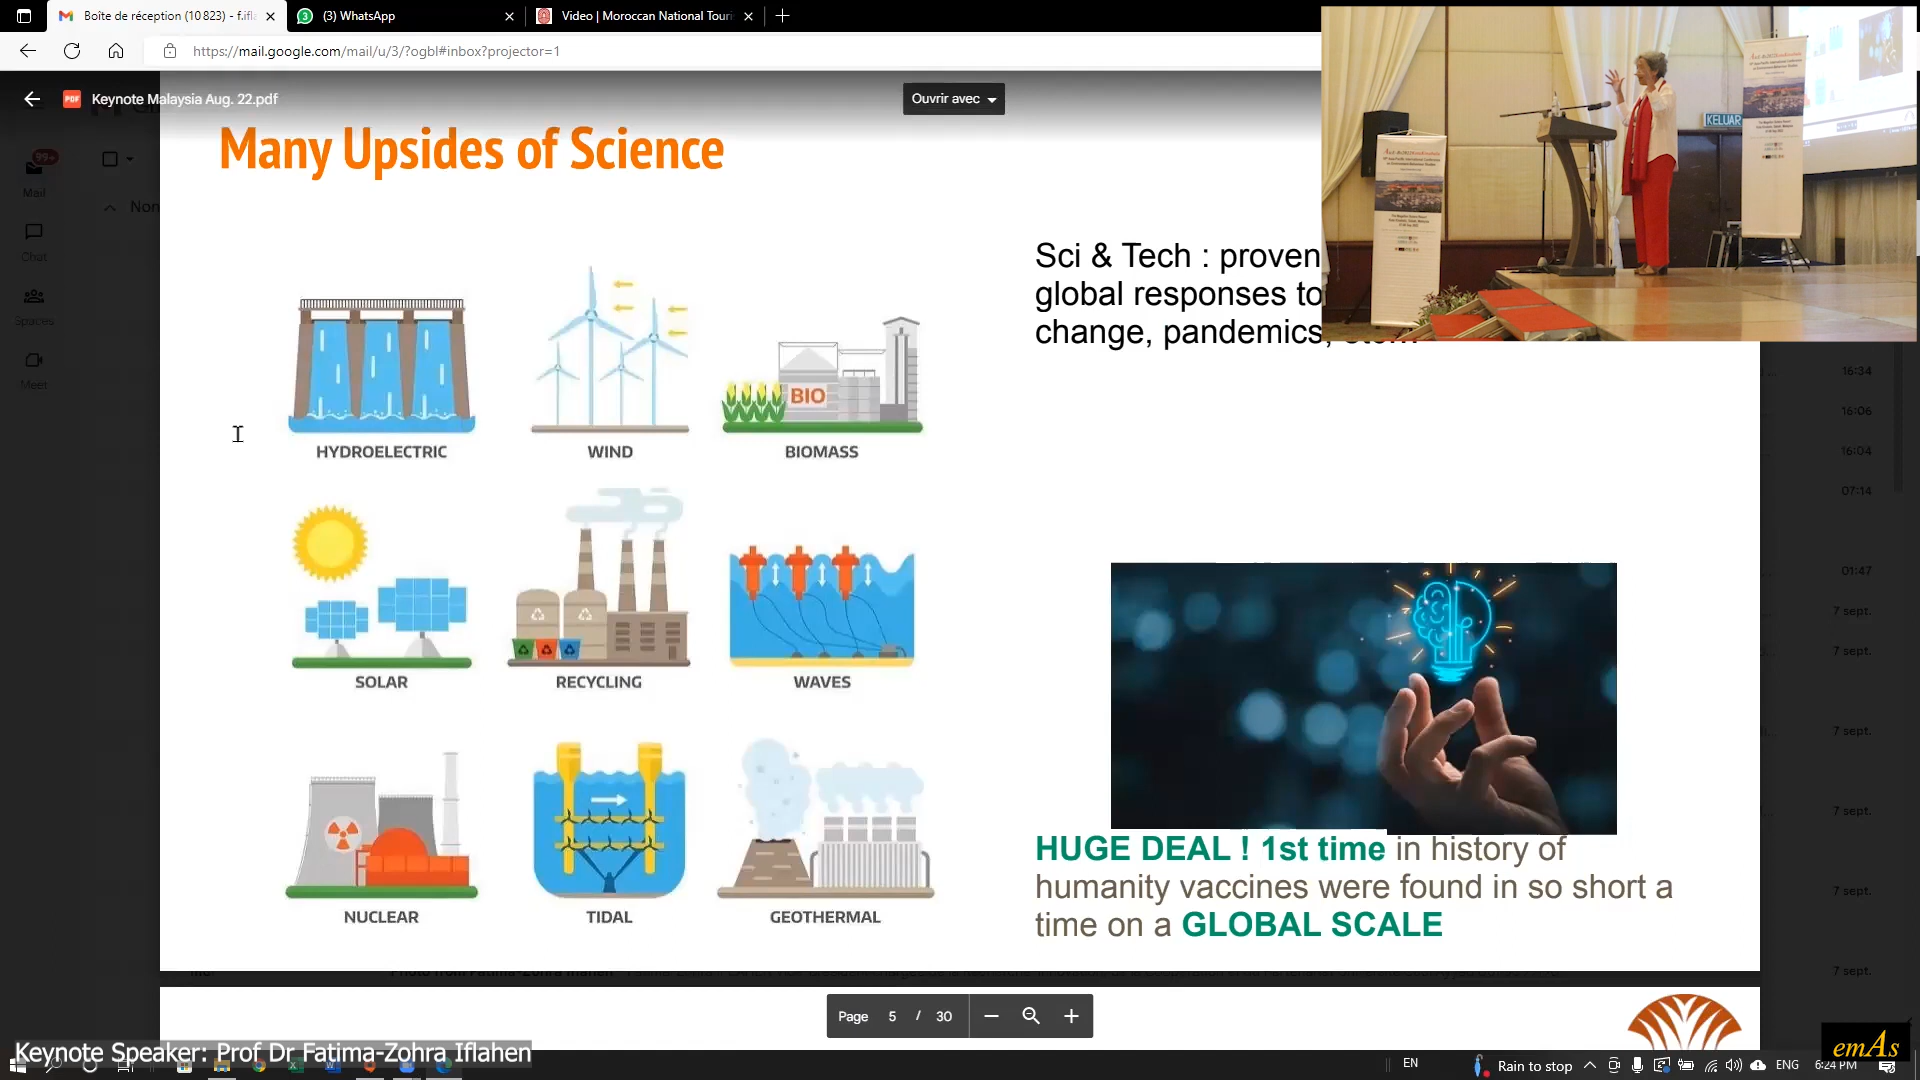 Boîte de réception (10 823) - f.ifla
(3) WhatsApp
Video | Moroccan National Touri
https://mail.google.com/mail/u/3/?ogbl#inbox?projector=1
PDF
Keynote Malaysia Aug. 22.pdf
Ouvrir avec
99+
Mail
Chat
Spaces
Meet
Non
Many Upsides of Science
Sci & Tech : proven
global responses to
change, pandemics,
KELUAR
HYDROELECTRIC
WIND
BIO
BIOMASS
SOLAR
RECYCLING
WAVES
NUCLEAR
TIDAL
GEOTHERMAL
HUGE DEAL ! 1st time in history of
humanity vaccines were found in so short a
time on a GLOBAL SCALE
16:34
16:06
16:04
07:14
01:47
7 sept.
7 sept.
7 sept.
7 sept.
7 sept.
7 sept.
Page 5 / 30
Keynote Speaker: Prof Dr Fatima-Zohra Iflahen
emAs
EN
Rain to stop
ENG
6:24 PM